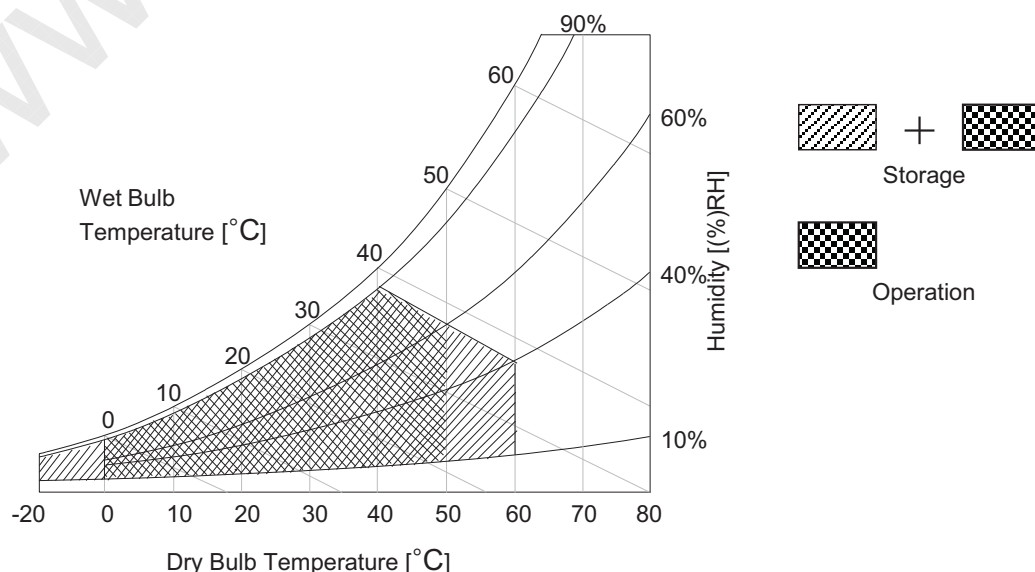 90%
60
60%
50
Wet Bulb
Temperature [°C]
40
40%
30
20
10
0
10%
Humidity [(%)RH]
-20 0 10 20 30 40 50 60 70 80
Dry Bulb Temperature [°C]
+
Storage
Operation